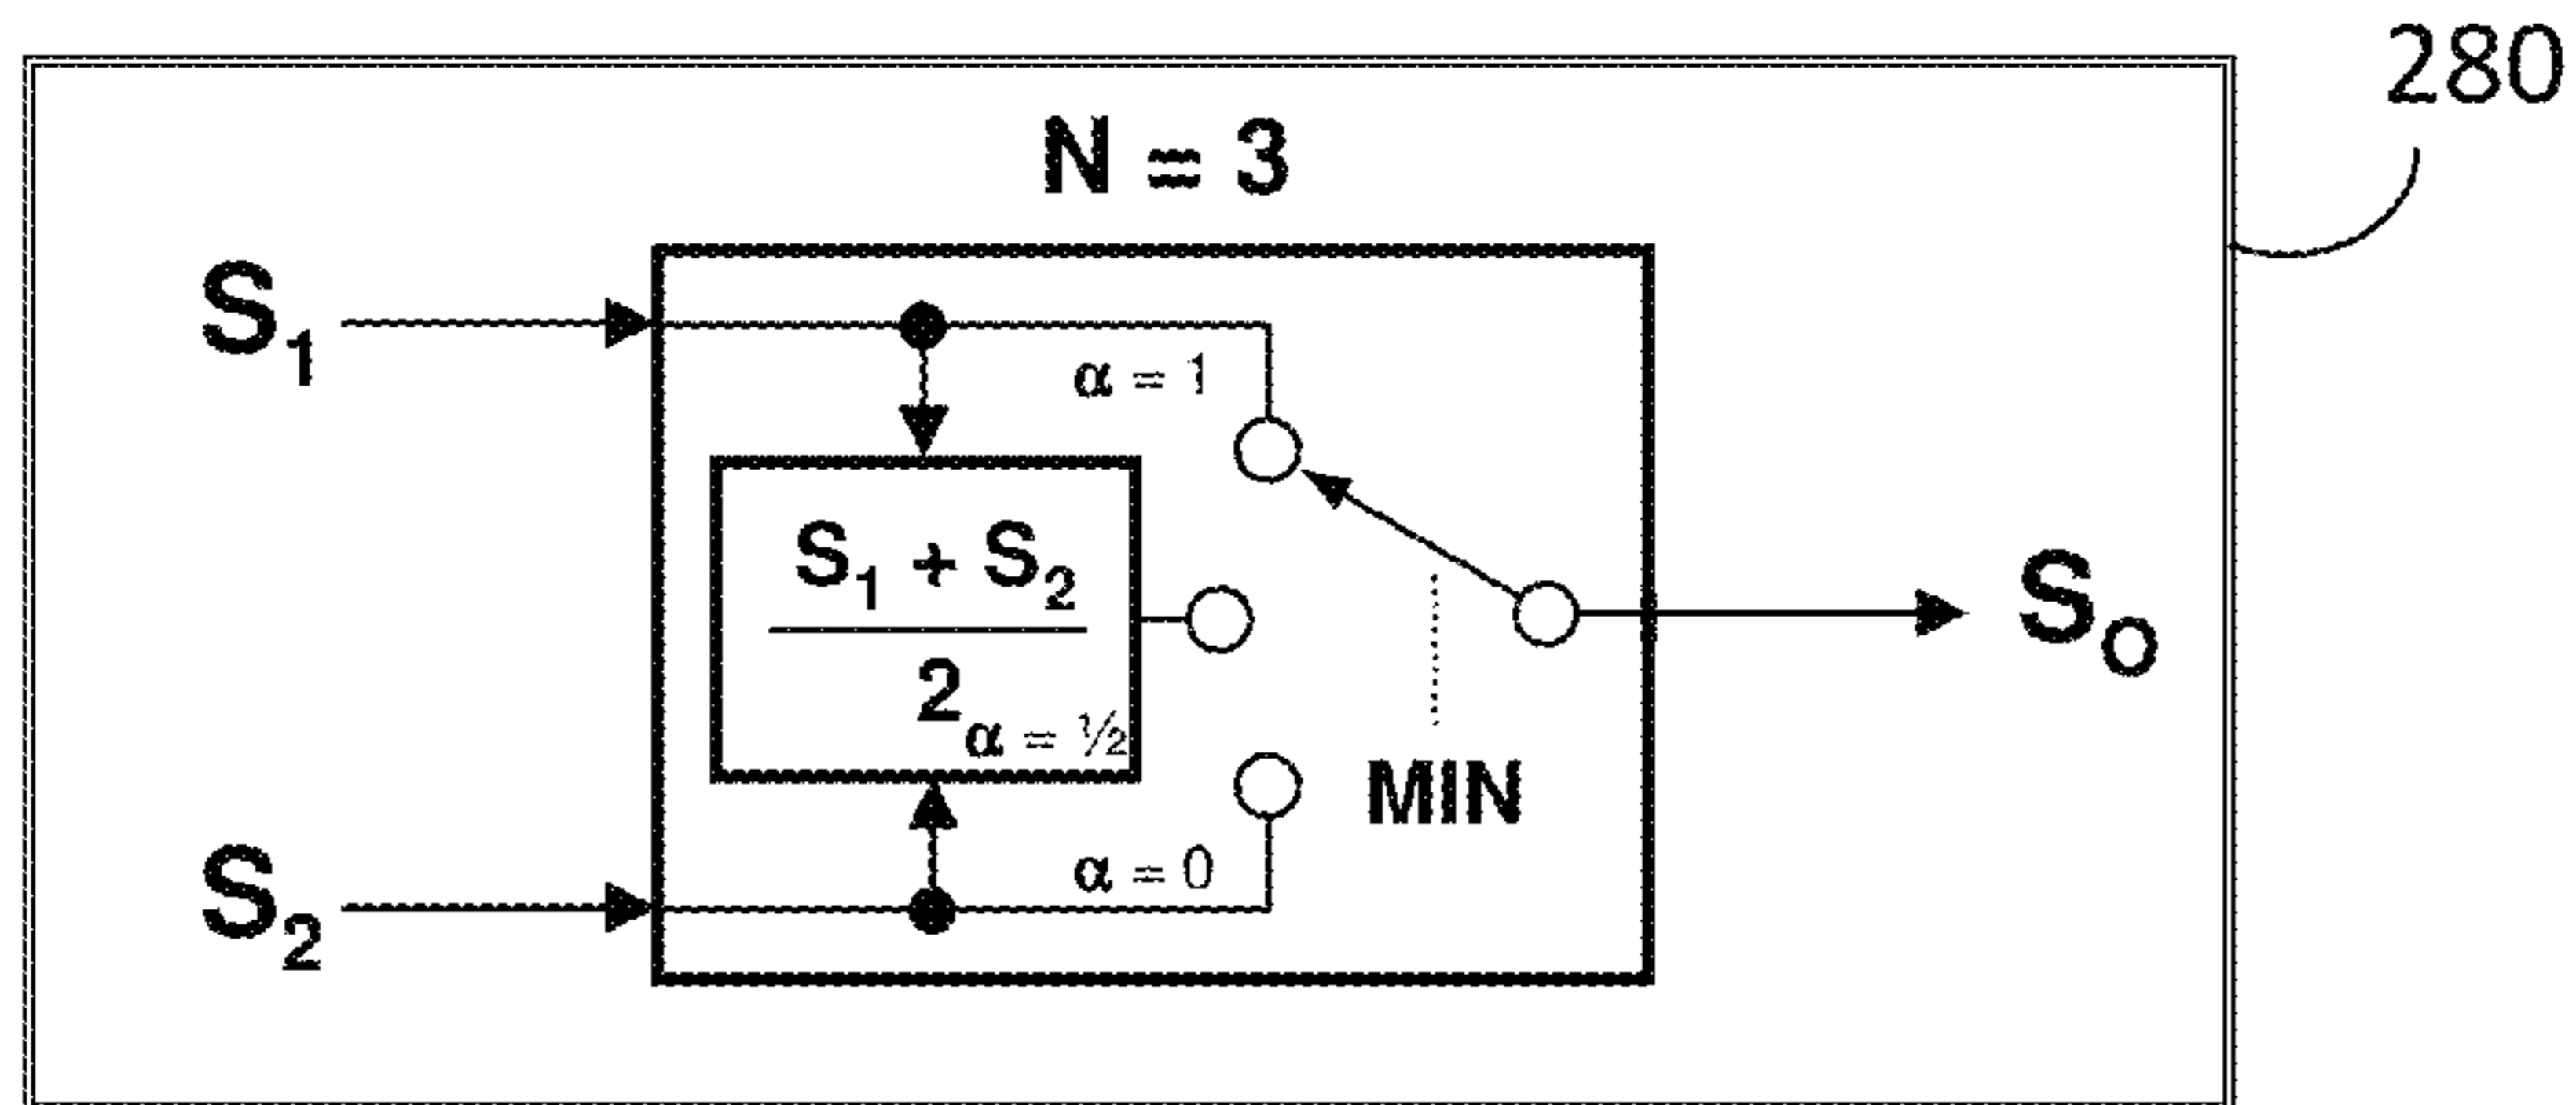 280
N = 3
S1
α = 1
S1 + S2
2
α = ½
SO
MIN
α = 0
S2